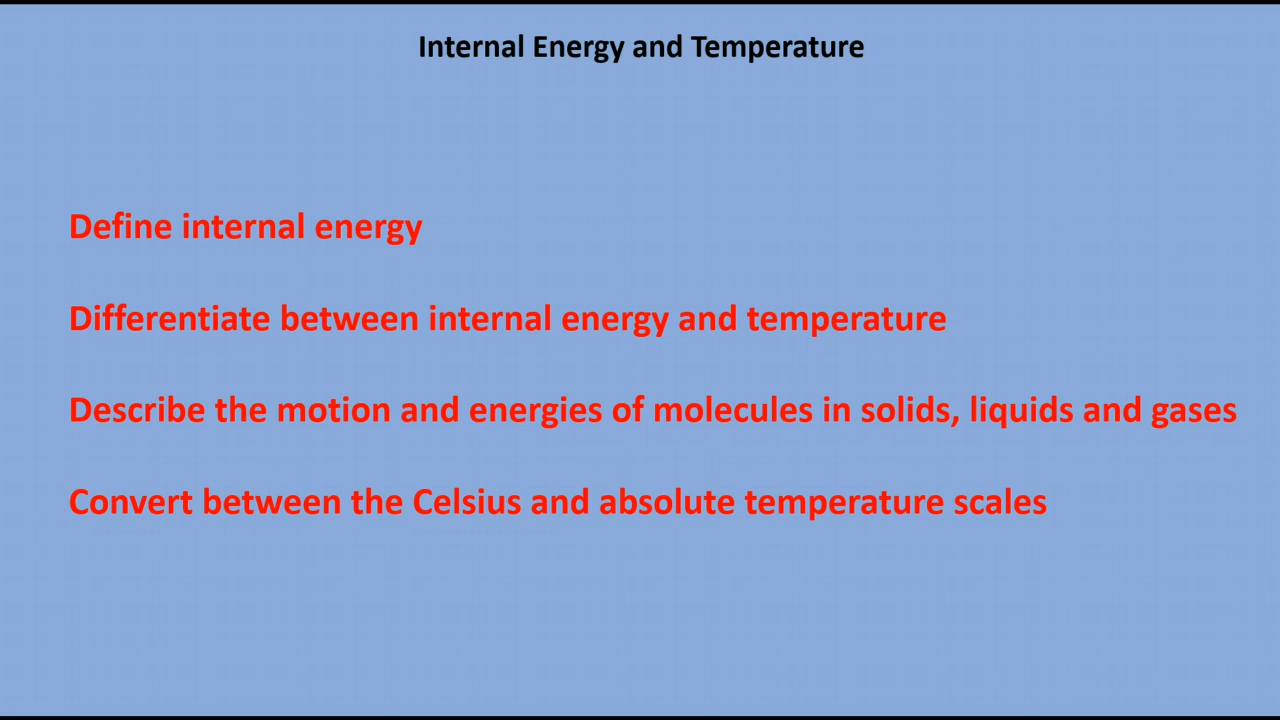 Internal Energy and Temperature
Define internal energy
Differentiate between internal energy and temperature
Describe the motion and energies of molecules in solids, liquids and gases
Convert between the Celsius and absolute temperature scales